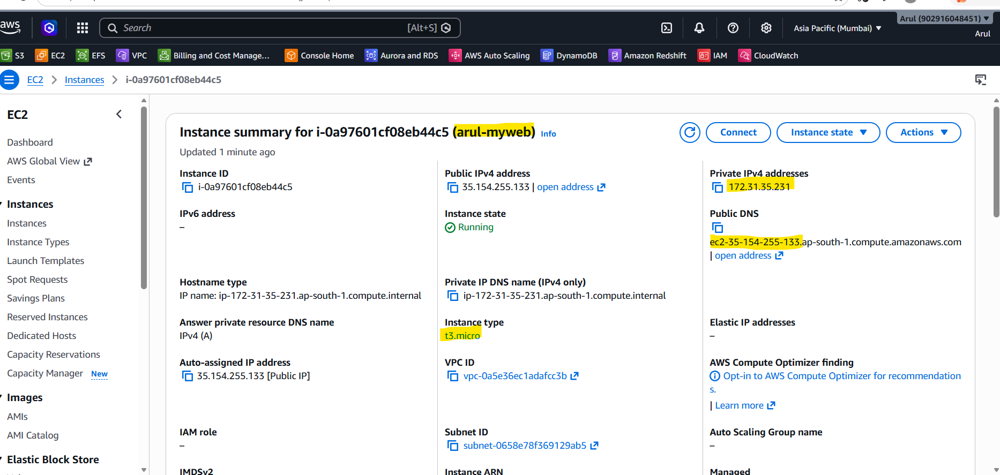 aws
Search [Alt+S]
Asia Pacific (Mumbai)
Arul (902916048451)
Arul
S3 EC2 EFS VPC Billing and Cost Manage... Console Home Aurora and RDS AWS Auto Scaling DynamoDB Amazon Redshift IAM CloudWatch
EC2 > Instances > i-0a97601cf08eb44c5
EC2
Dashboard
AWS Global View
Events
Instances
Instances
Instance Types
Launch Templates
Spot Requests
Savings Plans
Reserved Instances
Dedicated Hosts
Capacity Reservations
Capacity Manager New
Images
AMIs
AMI Catalog
Elastic Block Store
Instance summary for i-0a97601cf08eb44c5 (arul-myweb) Info
Connect
Instance state
Actions
Updated 1 minute ago
Instance ID
i-0a97601cf08eb44c5
Public IPv4 address
35.154.255.133 | open address
Private IPv4 addresses
172.31.35.231
IPv6 address
–
Instance state
Running
Public DNS
ec2-35-154-255-133.ap-south-1.compute.amazonaws.com
| open address
Hostname type
IP name: ip-172-31-35-231.ap-south-1.compute.internal
Private IP DNS name (IPv4 only)
ip-172-31-35-231.ap-south-1.compute.internal
Answer private resource DNS name
IPv4 (A)
Instance type
t3.micro
Elastic IP addresses
–
Auto-assigned IP address
35.154.255.133 [Public IP]
VPC ID
vpc-0a5e36ec1adafcc3b
AWS Compute Optimizer finding
Opt-in to AWS Compute Optimizer for recommendation
s.
| Learn more
IAM role
–
Subnet ID
subnet-0658e78f369129ab5
Auto Scaling Group name
–
IMDSv2
Instance ARN
Managed